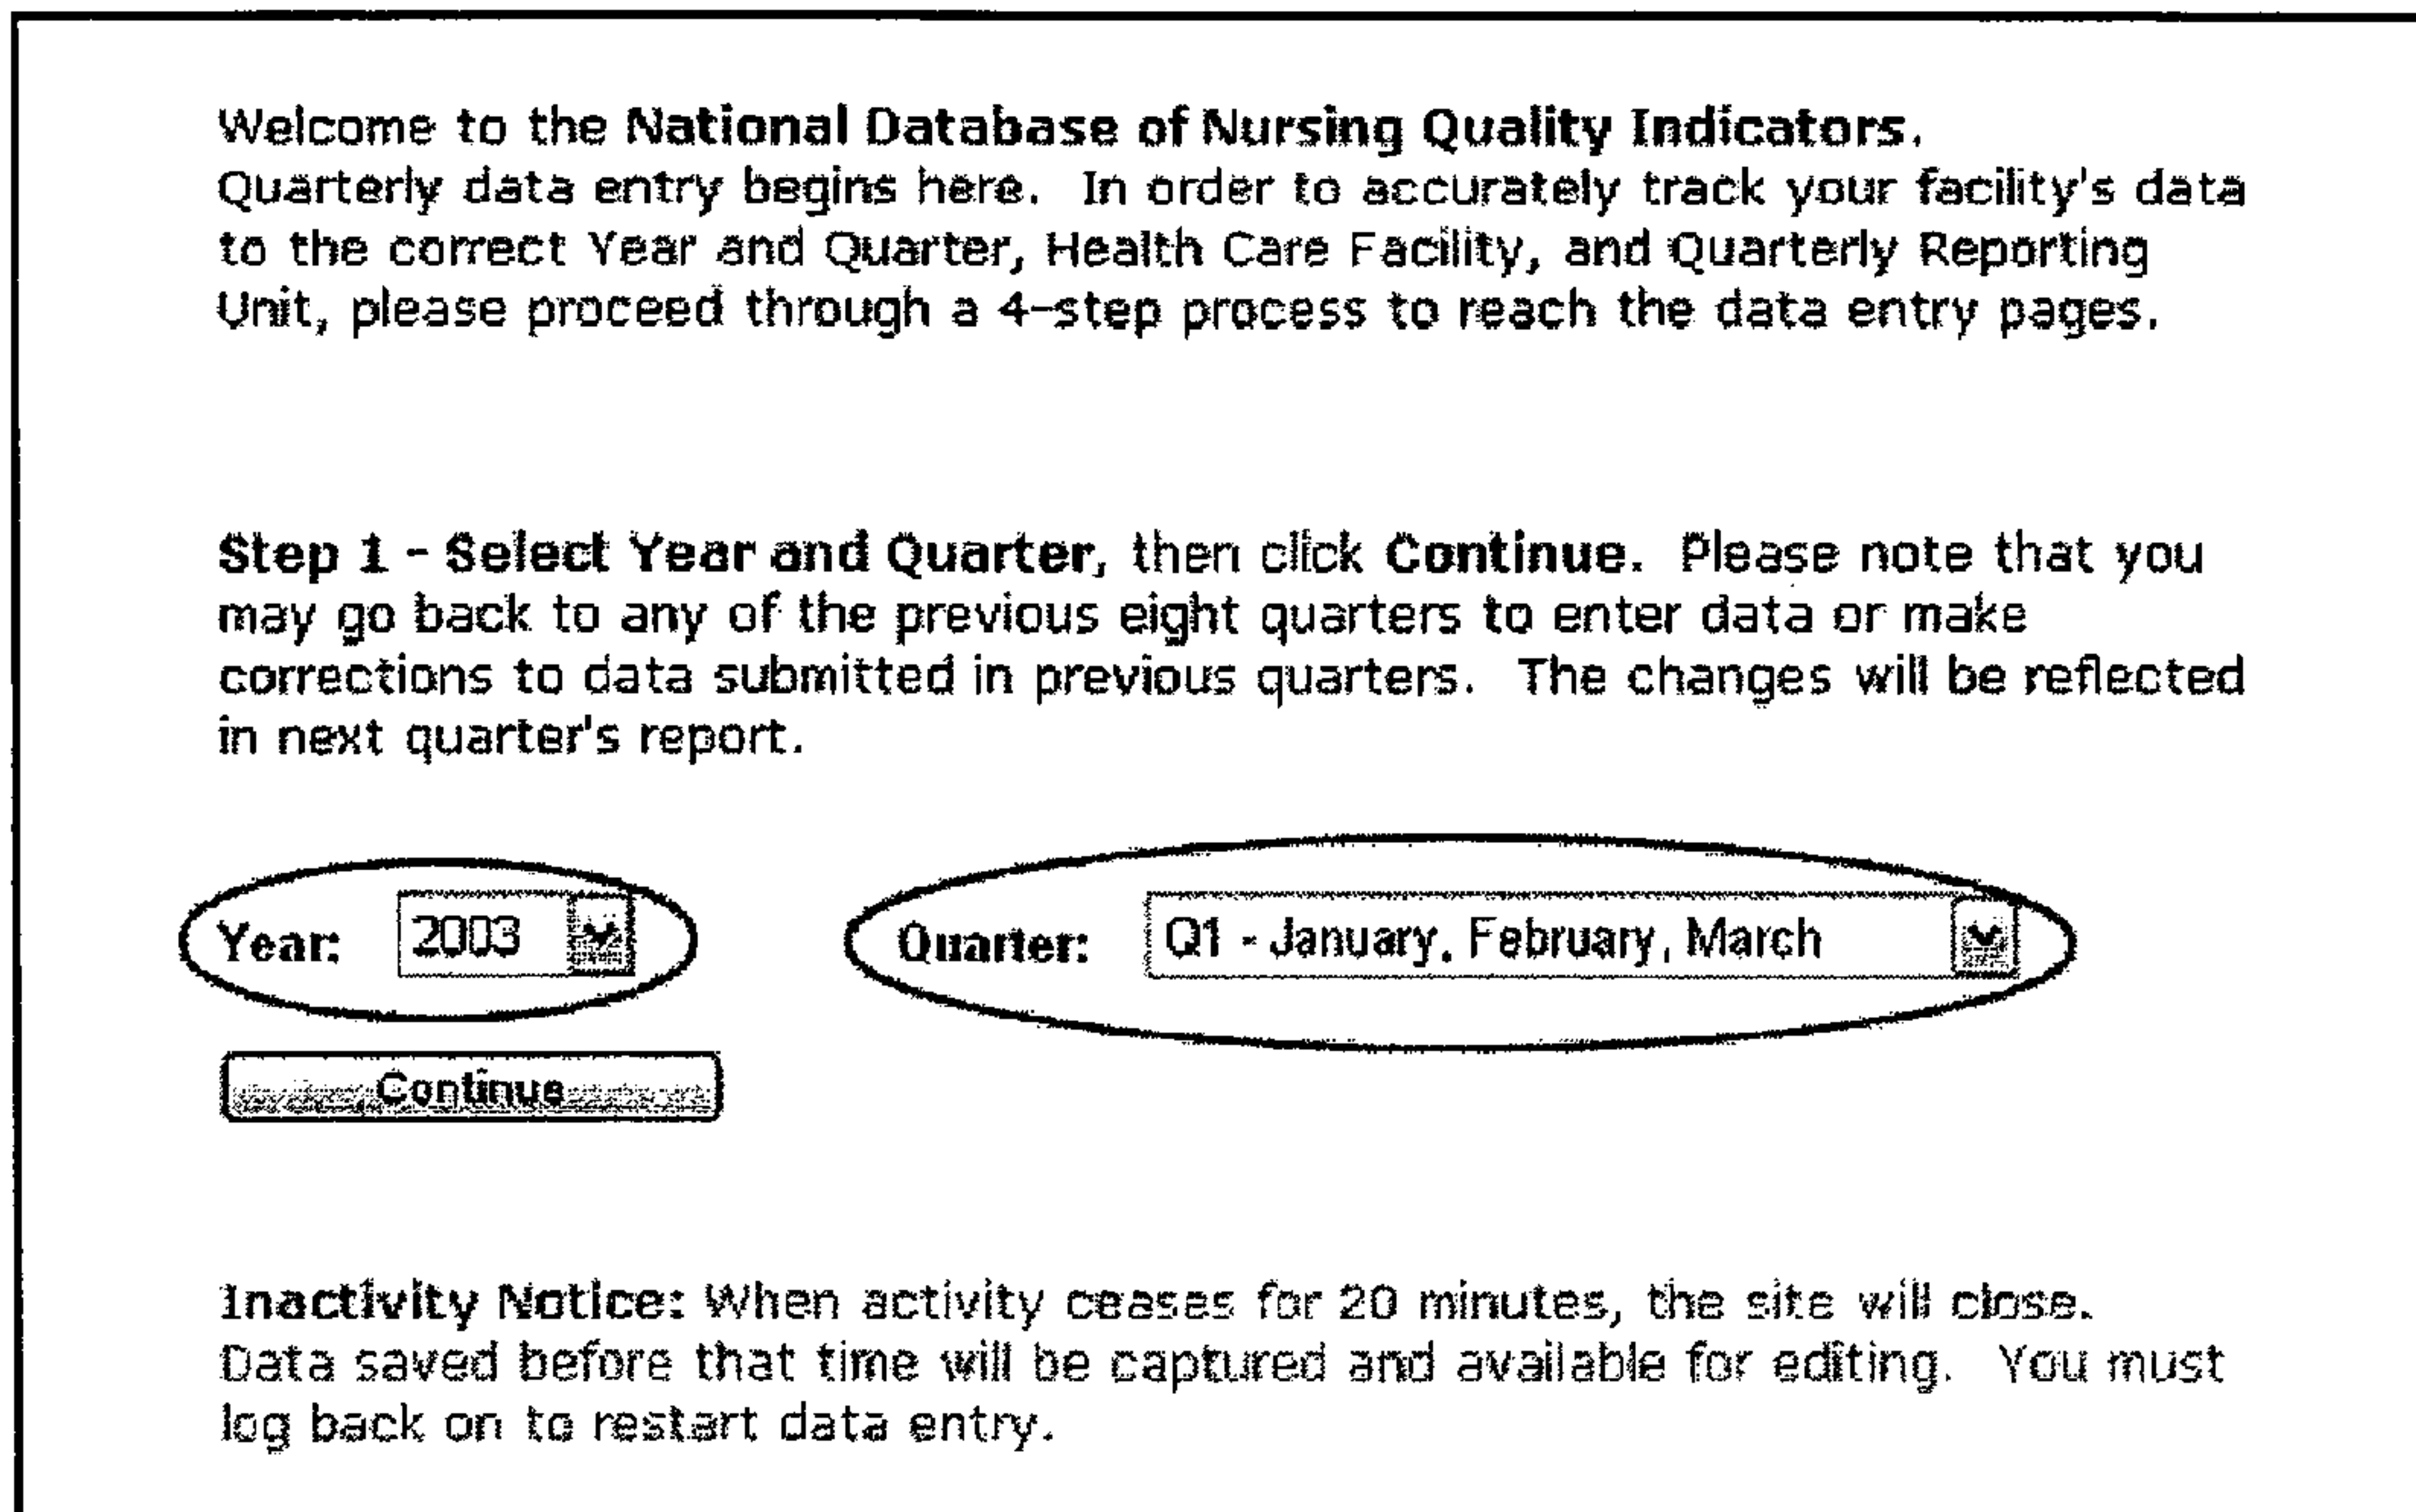 Welcome to the National Database of Nursing Quality Indicators.
Quarterly data entry begins here. In order to accurately track your facility's data
to the correct Year and Quarter, Health Care Facility, and Quarterly Reporting
Unit, please proceed through a 4-step process to reach the data entry pages.
Step 1 - Select Year and Quarter, then click Continue. Please note that you
may go back to any of the previous eight quarters to enter data or make
corrections to data submitted in previous quarters. The changes will be reflected
in next quarter's report.
Year: 2003 Quarter: Q1 - January, February, March
Continue
Inactivity Notice: When activity ceases for 20 minutes, the site will close.
Data saved before that time will be captured and available for editing. You must
log back on to restart data entry.